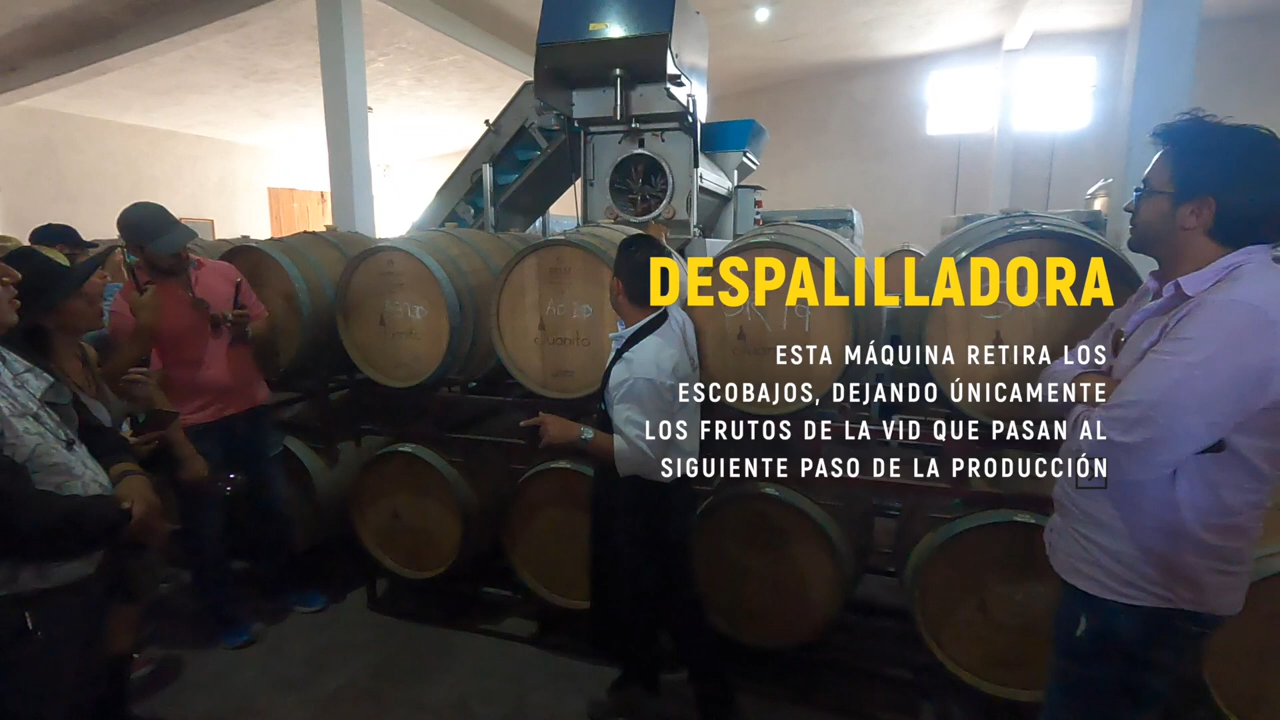 DESPALILLADORA
ESTA MÁQUINA RETIRA LOS
ESCOBAJOS, DEJANDO ÚNICAMENTE
LOS FRUTOS DE LA VID QUE PASAN AL
SIGUIENTE PASO DE LA PRODUCCIÓN